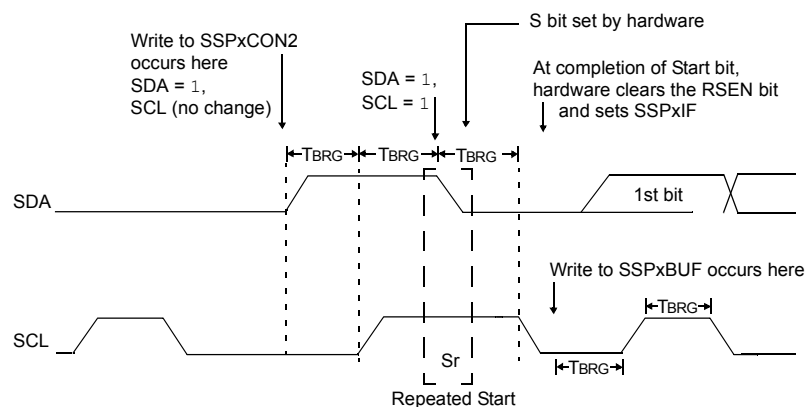 S bit set by hardware
Write to SSPxCON2
occurs here
SDA = 1,
SCL (no change)
SDA = 1,
SCL = 1
At completion of Start bit,
hardware clears the RSEN bit
and sets SSPxIF
TBRG
TBRG
TBRG
SDA
1st bit
Write to SSPxBUF occurs here
TBRG
SCL
Sr
TBRG
Repeated Start